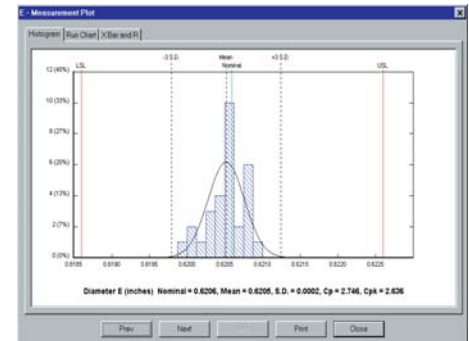 E - Measurement Plot
Histogram Run Chart X Bar and R
-3 S.D. Mean +3 S.D.
LSL Nominal USL
12 (40%)
10 (33%)
8 (27%)
6 (20%)
4 (13%)
2 (7%)
0 (0%)
0.6185 0.6190 0.6195 0.6200 0.6205 0.6210 0.6215 0.6220 0.6225
Diameter E (inches) Nominal = 0.6206, Mean = 0.6205, S.D. = 0.0002, Cp = 2.746, Cpk = 2.636
Prev Next Print Close